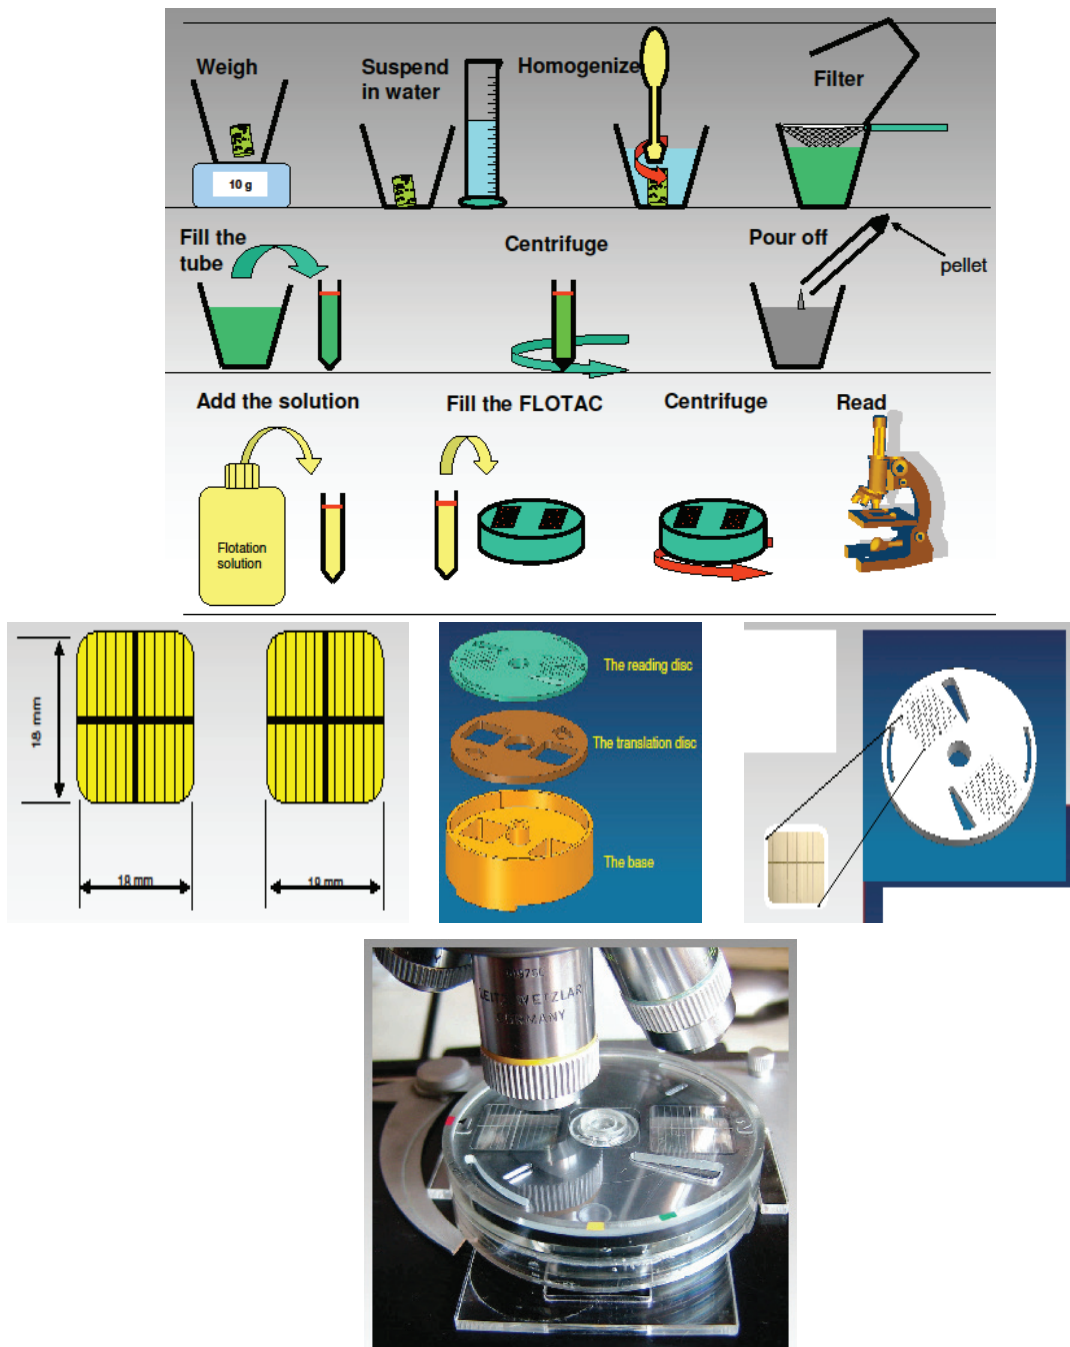 Weigh
Suspend
in water
Homogenize
Filter
10 g
Fill the
tube
Centrifuge
Pour off
pellet
Add the solution
Fill the FLOTAC
Centrifuge
Read
Flotation
solution
18 mm
18 mm
18 mm
The reading disc
The translation disc
The base
WETZLAR
GERMANY